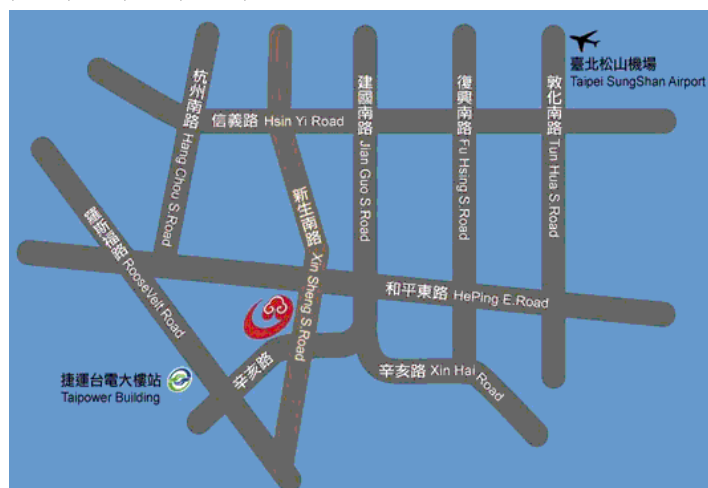 臺北松山機場
Taipei SungShan Airport
杭州南路 Hang Chou S.Road
信義路 Hsin Yi Road
建國南路 Jian Guo S.Road
復興南路 Fu Hsing S.Road
敦化南路 Tun Hua S.Road
新生南路 Xin Sheng S.Road
羅斯福路 RooseVelt Road
和平東路 HePing E.Road
辛亥路
辛亥路 Xin Hai Road
捷運台電大樓站
Taipower Building